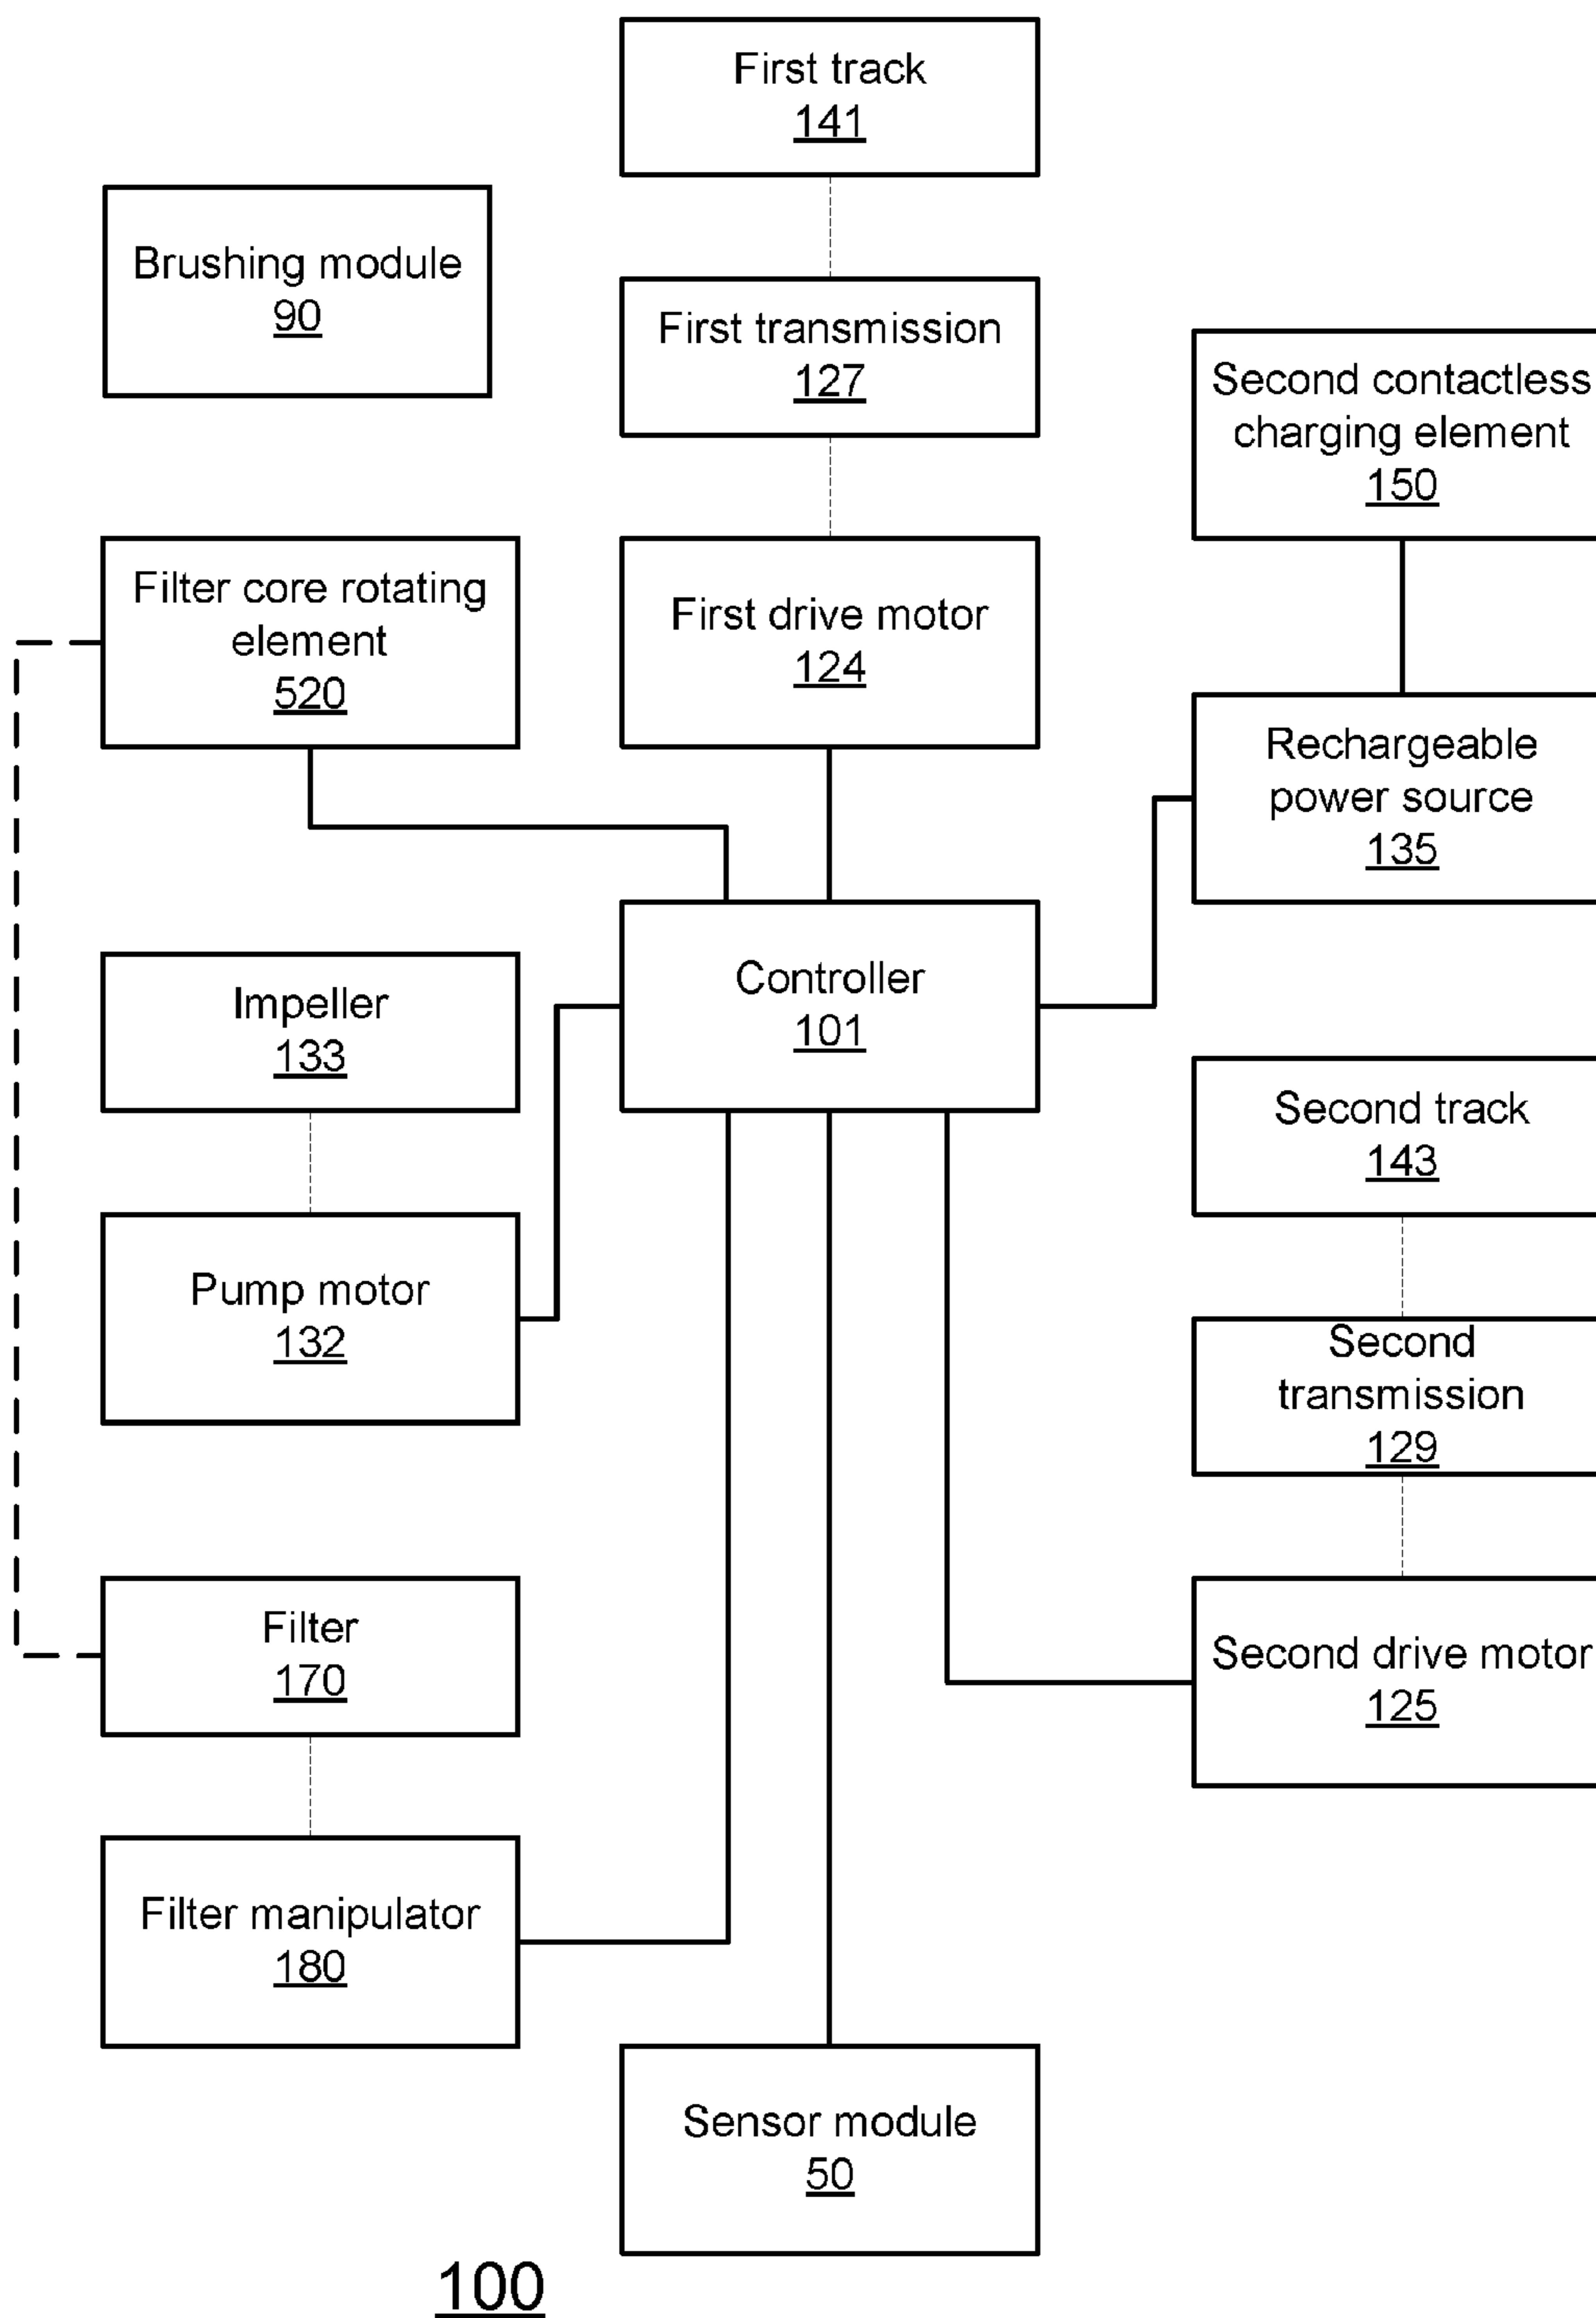 First track
141
Brushing module
90
First transmission
127
Second contactless
charging element
150
Filter core rotating
element
520
First drive motor
124
Rechargeable
power source
135
Controller
101
Impeller
133
Second track
143
Pump motor
132
Second
transmission
129
Filter
170
Second drive motor
125
Filter manipulator
180
Sensor module
50
100